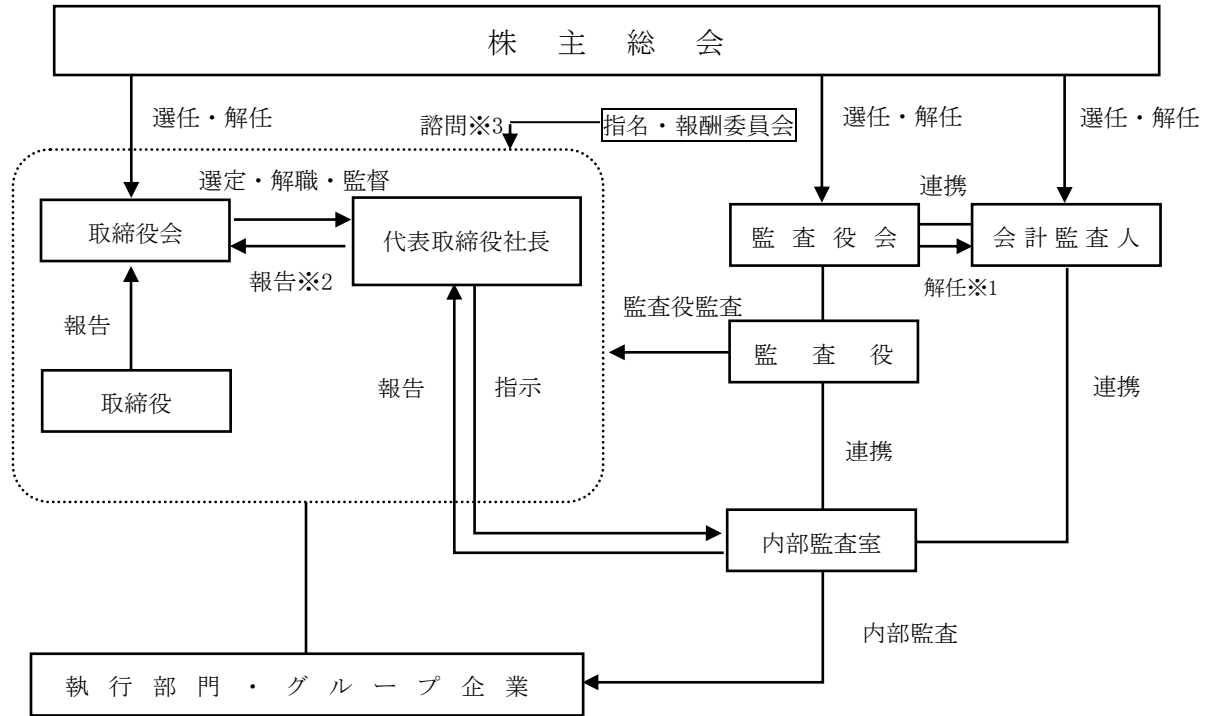 株主総会
選任・解任
諮問※3
指名・報酬委員会
選任・解任
選任・解任
選定・解職・監督
連携
取締役会
代表取締役社長
監査役会
会計監査人
報告※2
解任※1
報告
監査役監査
監査役
取締役
報告
指示
連携
連携
内部監査室
内部監査
執行部門・グループ企業